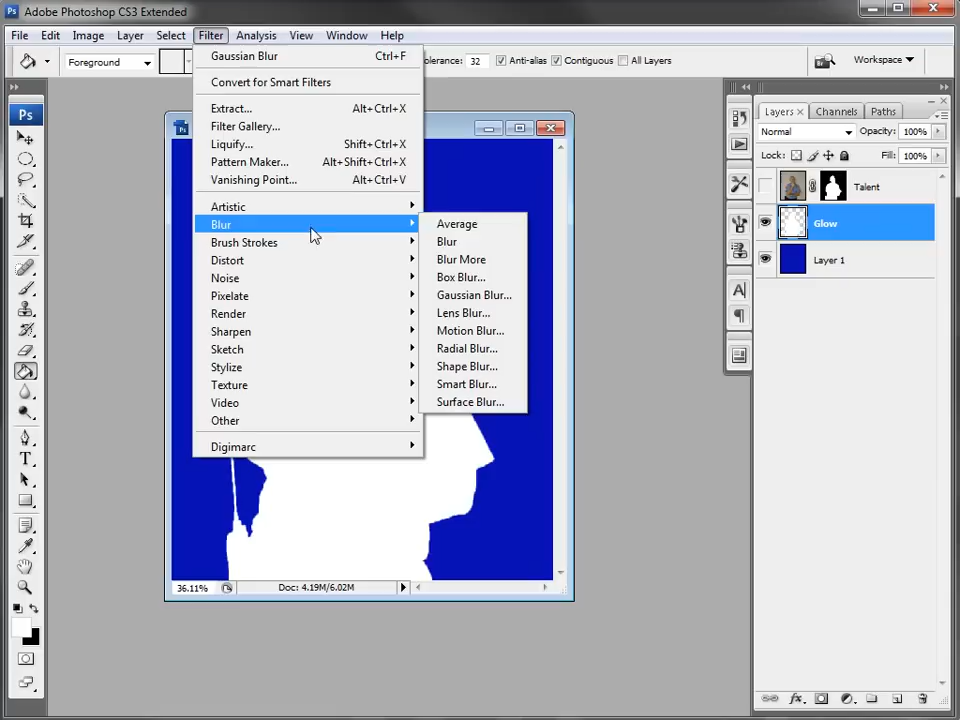 Ps Adobe Photoshop CS3 Extended
File Edit Image Layer Select Filter Analysis View Window Help
Foreground
olerance: 32 Anti-alias Contiguous All Layers
Workspace
Gaussian Blur Ctrl+F
Convert for Smart Filters
Extract... Alt+Ctrl+X
Filter Gallery...
Liquify... Shift+Ctrl+X
Pattern Maker... Alt+Shift+Ctrl+X
Vanishing Point... Alt+Ctrl+V
Artistic
Blur
Brush Strokes
Distort
Noise
Pixelate
Render
Sharpen
Sketch
Stylize
Texture
Video
Other
Digimarc
Average
Blur
Blur More
Box Blur...
Gaussian Blur...
Lens Blur...
Motion Blur...
Radial Blur...
Shape Blur...
Smart Blur...
Surface Blur...
Ps
T
36.11% Doc: 4.19M/6.02M
A
Layers x Channels Paths
Normal Opacity: 100%
Lock: Fill: 100%
Talent
Glow
Layer 1
fx